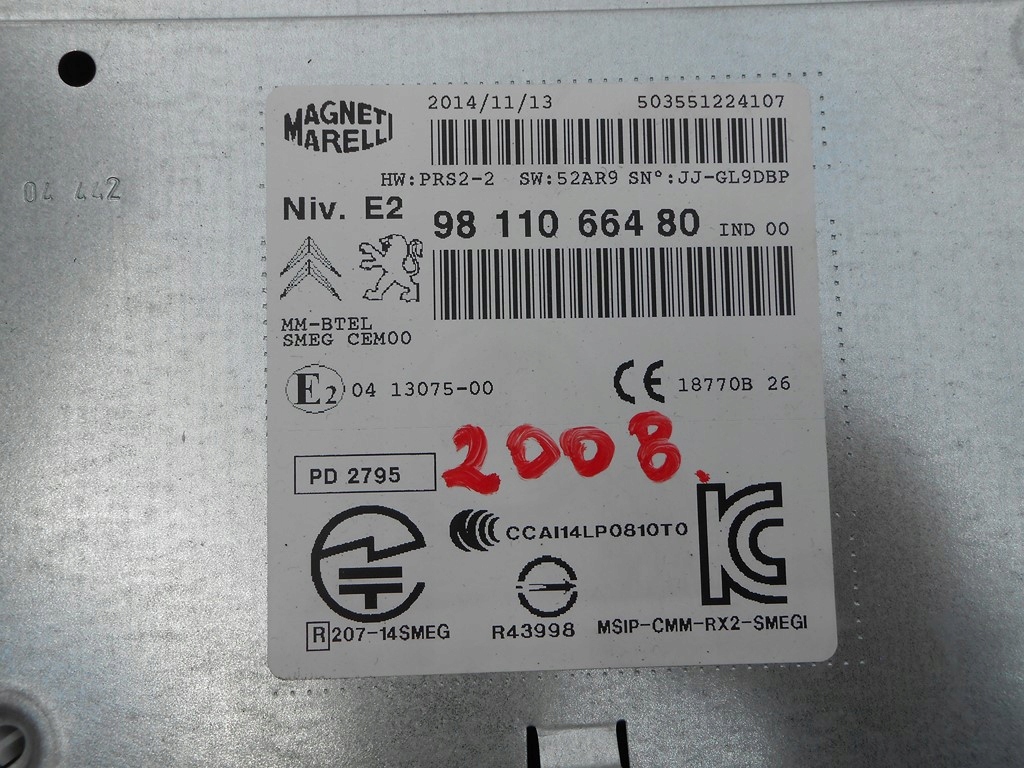 MAGNETI
MARELLI
2014/11/13 503551224107
HW:PRS2-2 SW:52AR9 SN°:JJ-GL9DBP
04 442
Niv. E2 98 110 664 80 IND 00
MM-BTEL
SMEG CEM00
E2 04 13075-00 CE 18770B 26
2008.
PD 2795
CCAI14LP0810T0
R 207-14SMEG R43998 MSIP-CMM-RX2-SMEGI